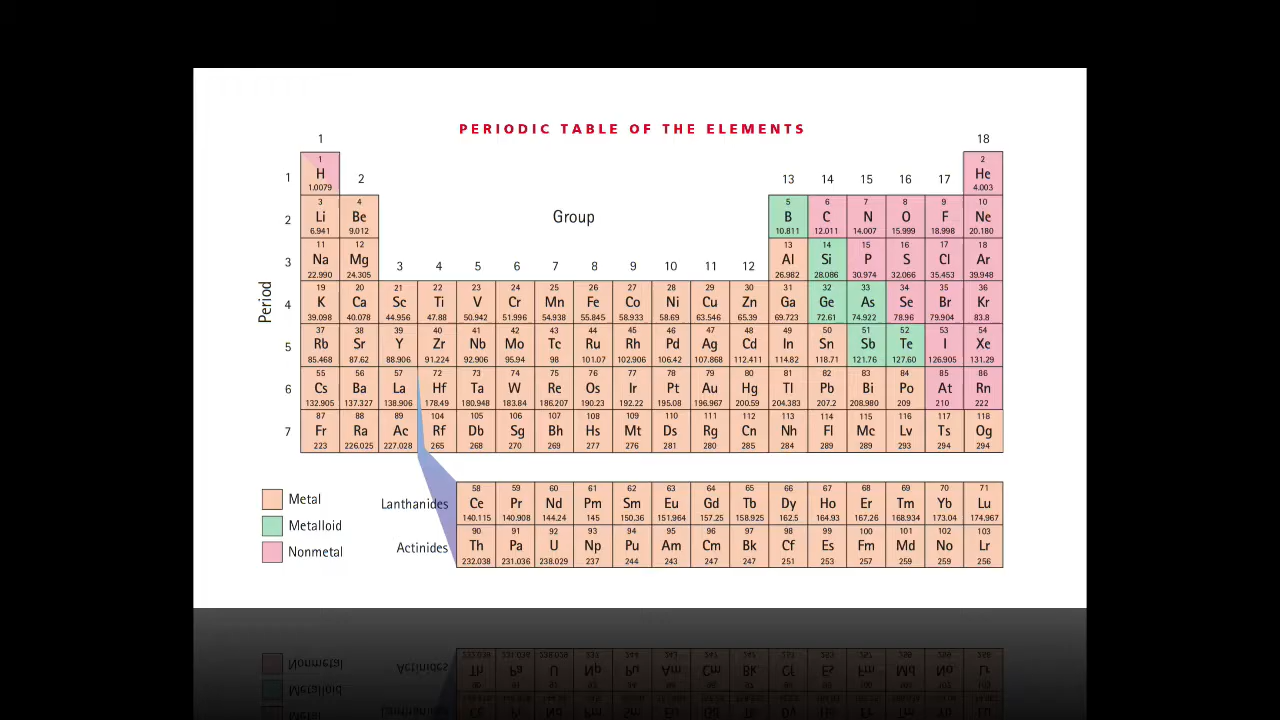 PERIODIC TABLE OF THE ELEMENTS
1 18
1 2
1 H He
1.0079 2 13 14 15 16 17 4.003
3 4 5 6 7 8 9 10
2 Li Be Group B C N O F Ne
6.941 9.012 10.811 12.011 14.007 15.999 18.998 20.180
11 12 13 14 15 16 17 18
3 Na Mg Al Si P S Cl Ar
22.990 24.305 3 4 5 6 7 8 9 10 11 12 26.982 28.086 30.974 32.066 35.453 39.948
Period
19 20 21 22 23 24 25 26 27 28 29 30 31 32 33 34 35 36
4 K Ca Sc Ti V Cr Mn Fe Co Ni Cu Zn Ga Ge As Se Br Kr
39.098 40.078 44.956 47.88 50.942 51.996 54.938 55.845 58.933 58.69 63.546 65.39 69.723 72.61 74.922 78.96 79.904 83.8
37 38 39 40 41 42 43 44 45 46 47 48 49 50 51 52 53 54
5 Rb Sr Y Zr Nb Mo Tc Ru Rh Pd Ag Cd In Sn Sb Te I Xe
85.468 87.62 88.906 91.224 92.906 95.94 98 101.07 102.906 106.42 107.868 112.411 114.82 118.71 121.76 127.60 126.905 131.29
55 56 57 72 73 74 75 76 77 78 79 80 81 82 83 84 85 86
6 Cs Ba La Hf Ta W Re Os Ir Pt Au Hg Tl Pb Bi Po At Rn
132.905 137.327 138.906 178.49 180.948 183.84 186.207 190.23 192.22 195.08 196.967 200.59 204.383 207.2 208.980 209 210 222
87 88 89 104 105 106 107 108 109 110 111 112 113 114 115 116 117 118
7 Fr Ra Ac Rf Db Sg Bh Hs Mt Ds Rg Cn Nh Fl Mc Lv Ts Og
223 226.025 227.028 265 268 270 269 277 276 281 280 285 284 289 289 293 294 294
58 59 60 61 62 63 64 65 66 67 68 69 70 71
Metal Lanthanides Ce Pr Nd Pm Sm Eu Gd Tb Dy Ho Er Tm Yb Lu
140.115 140.908 144.24 145 150.36 151.964 157.25 158.925 162.5 164.93 167.26 168.934 173.04 174.967
Metalloid
90 91 92 93 94 95 96 97 98 99 100 101 102 103
Nonmetal Actinides Th Pa U Np Pu Am Cm Bk Cf Es Fm Md No Lr
232.038 231.036 238.029 237 244 243 247 247 251 253 257 259 259 256